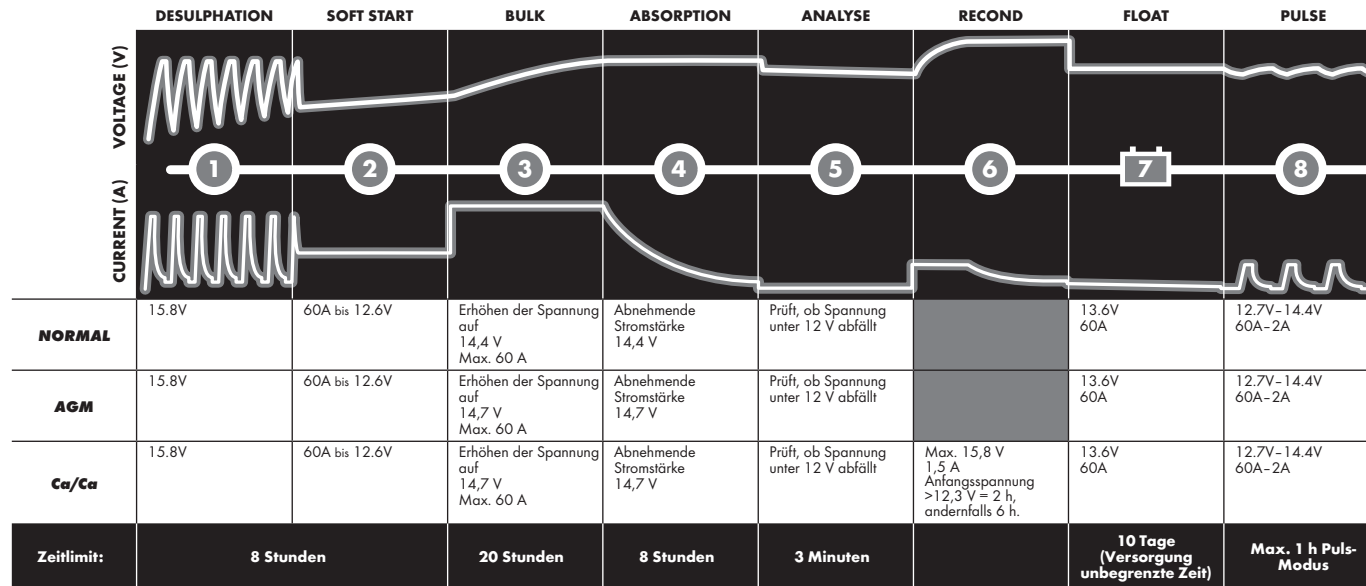 DESULPHATION SOFT START BULK ABSORPTION ANALYSE RECOND FLOAT PULSE
VOLTAGE (V)
1 2 3 4 5 6 7 8
CURRENT (A)
NORMAL
15.8V
60A bis 12.6V
Erhöhen der Spannung
auf
14,4 V
Max. 60 A
Abnehmende
Stromstärke
14,4 V
Prüft, ob Spannung
unter 12 V abfällt
13.6V
60A
12.7V–14.4V
60A–2A
AGM
15.8V
60A bis 12.6V
Erhöhen der Spannung
auf
14,7 V
Max. 60 A
Abnehmende
Stromstärke
14,7 V
Prüft, ob Spannung
unter 12 V abfällt
13.6V
60A
12.7V–14.4V
60A–2A
Ca/Ca
15.8V
60A bis 12.6V
Erhöhen der Spannung
auf
14,7 V
Max. 60 A
Abnehmende
Stromstärke
14,7 V
Prüft, ob Spannung
unter 12 V abfällt
Max. 15,8 V
1,5 A
Anfangsspannung
>12,3 V = 2 h,
andernfalls 6 h.
13.6V
60A
12.7V–14.4V
60A–2A
Zeitlimit:
8 Stunden
20 Stunden
8 Stunden
3 Minuten
10 Tage
(Versorgung
unbegrenzte Zeit)
Max. 1 h Puls-
Modus